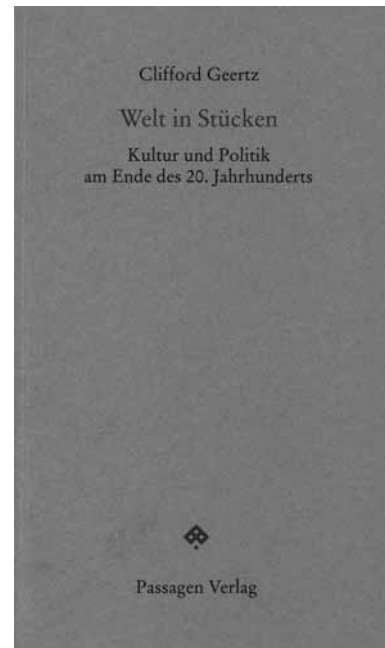 Clifford Geertz
Welt in Stücken
Kultur und Politik
am Ende des 20. Jahrhunderts
Passagen Verlag